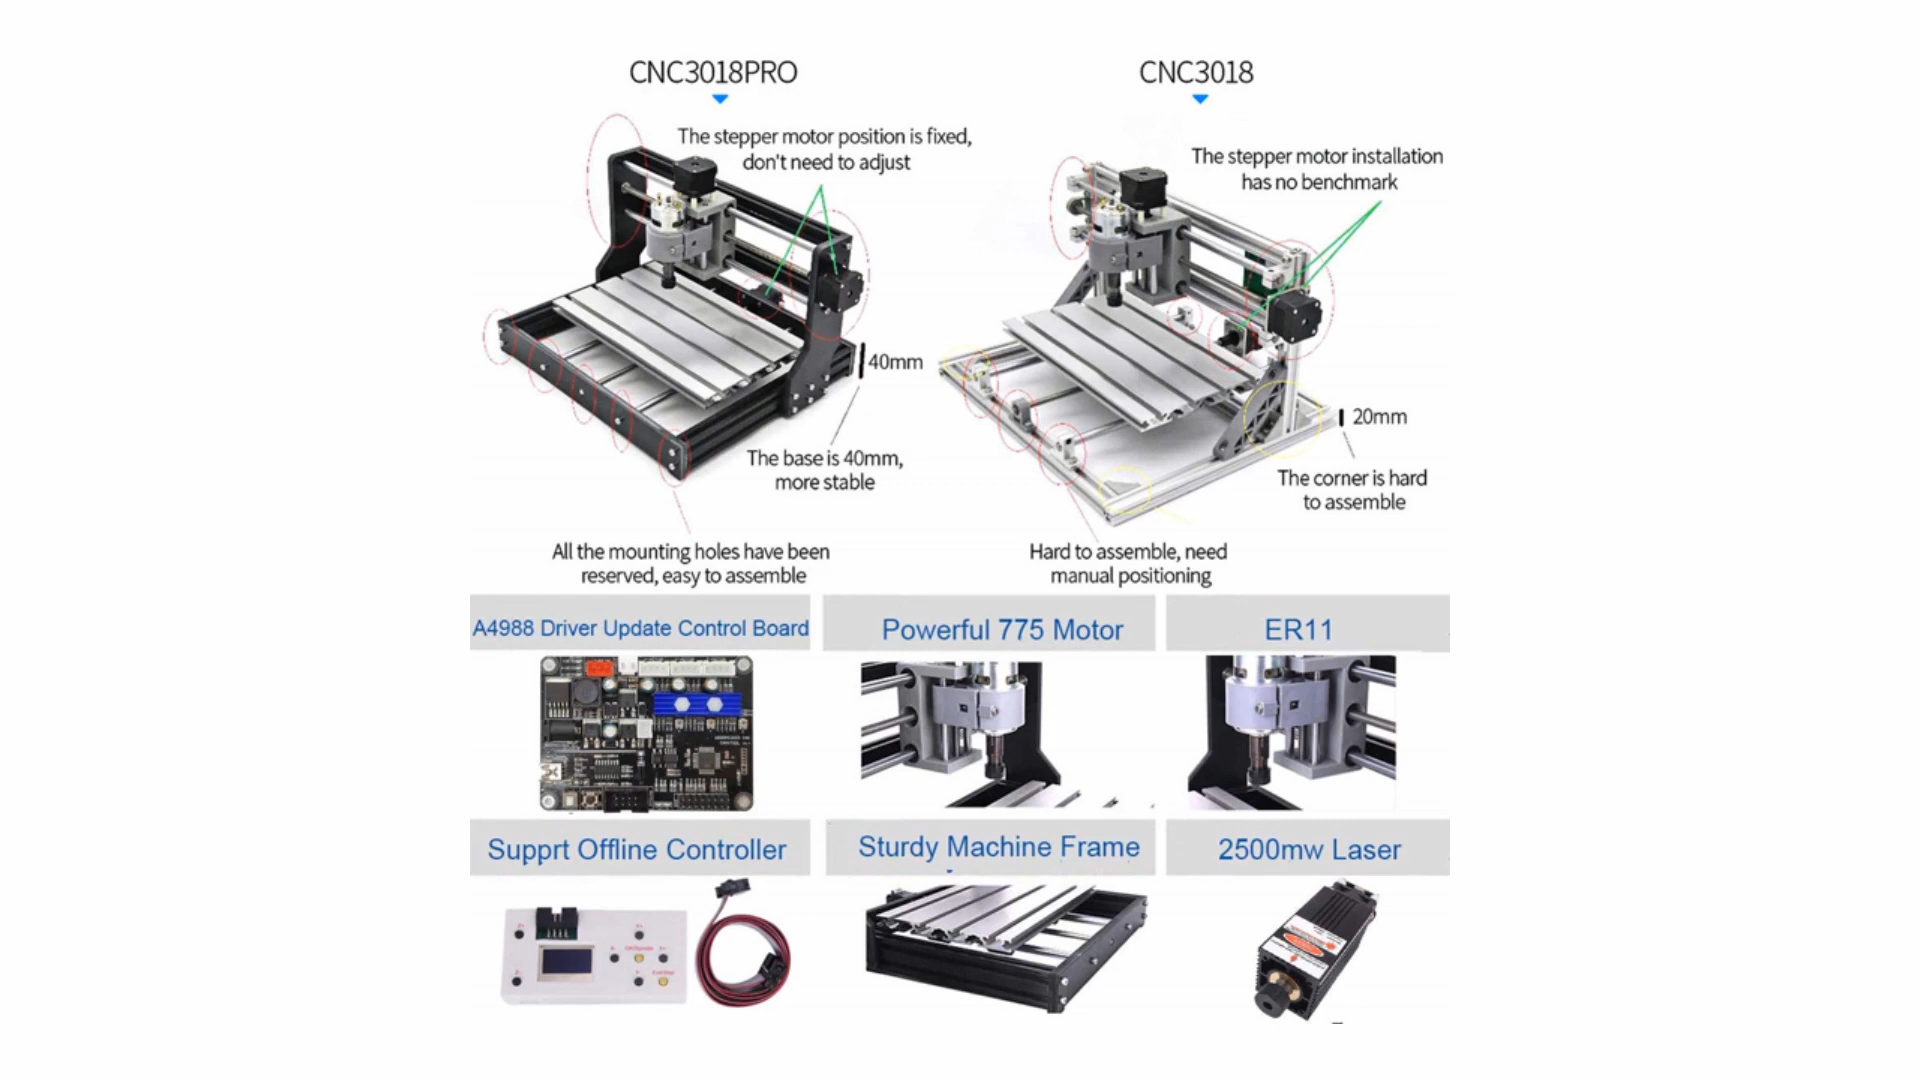 CNC3018PRO
CNC3018
The stepper motor position is fixed,
don't need to adjust
The stepper motor installation
has no benchmark
40mm
20mm
The base is 40mm,
more stable
The corner is hard
to assemble
All the mounting holes have been
reserved, easy to assemble
Hard to assemble, need
manual positioning
A4988 Driver Update Control Board
Powerful 775 Motor
ER11
Supprt Offline Controller
Sturdy Machine Frame
2500mw Laser